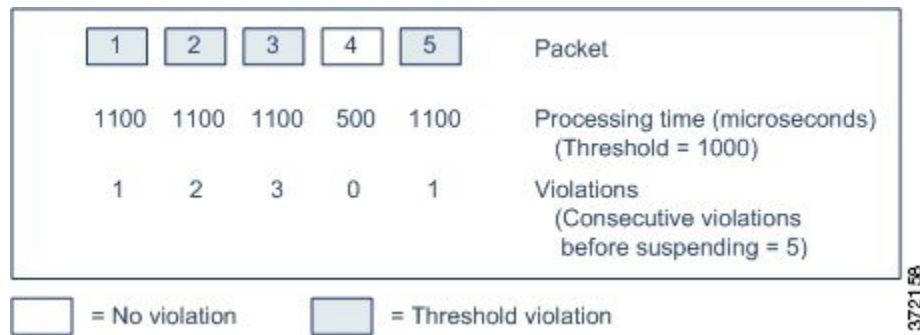 1 2 3 4 5 Packet
1100 1100 1100 500 1100 Processing time (microseconds)
(Threshold = 1000)
1 2 3 0 1 Violations
(Consecutive violations
before suspending = 5)
= No violation = Threshold violation
372158